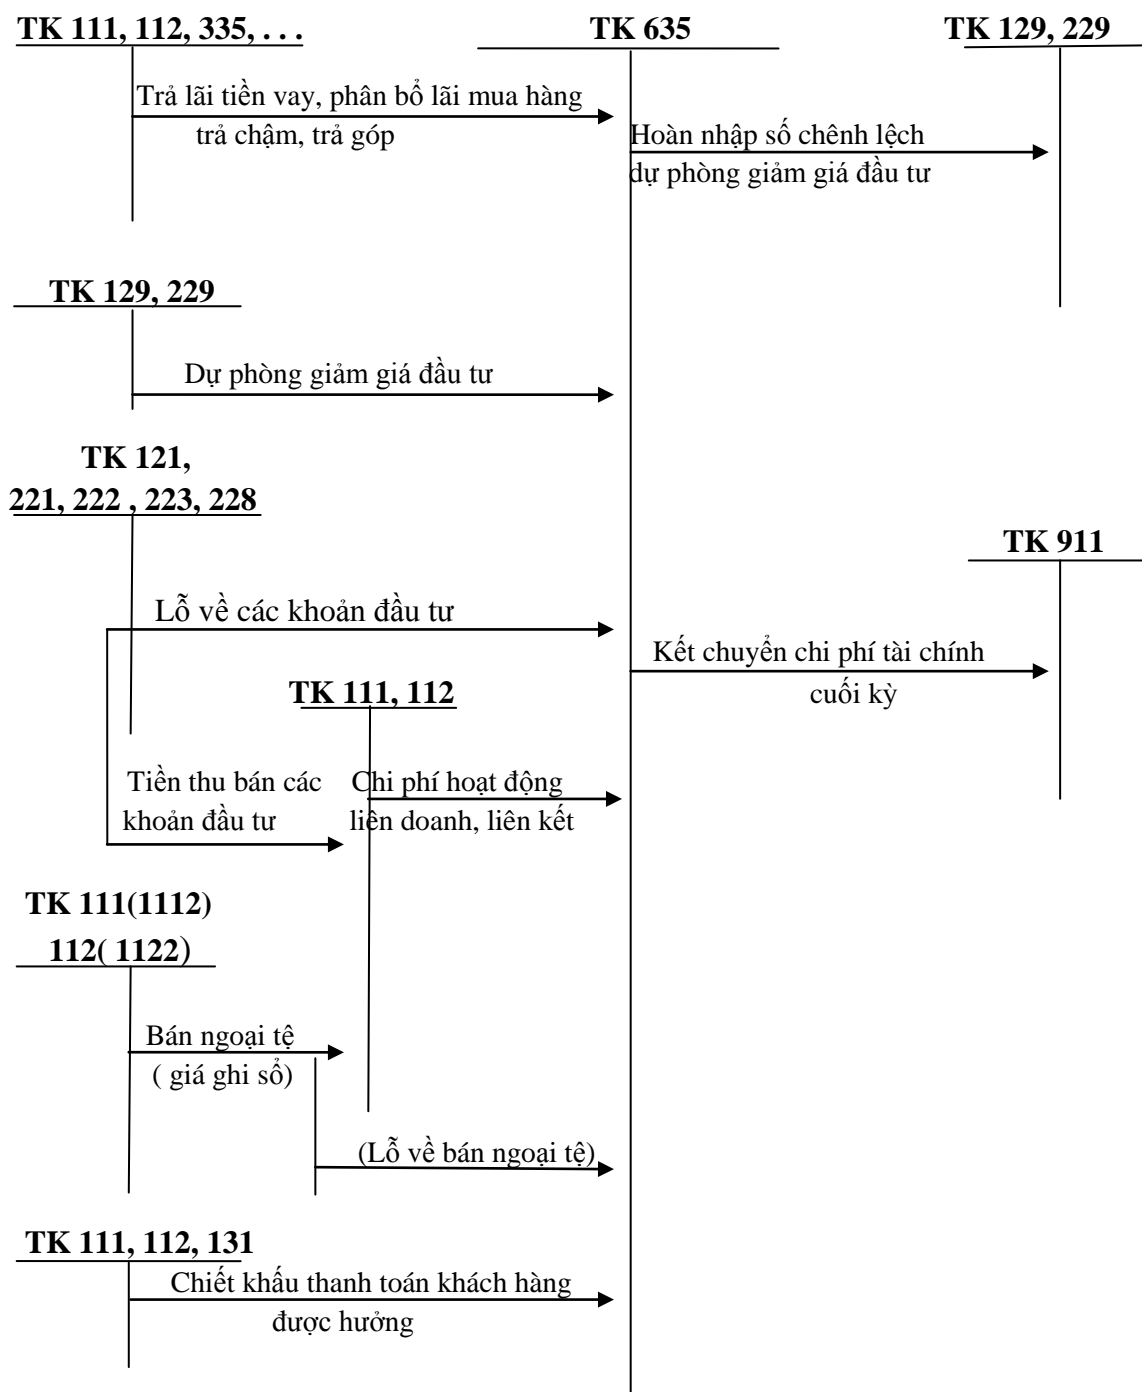 TK 111, 112, 335, . . .
TK 635
TK 129, 229
Trả lãi tiền vay, phân bổ lãi mua hàng
trả chậm, trả góp
Hoàn nhập số chênh lệch
dự phòng giảm giá đầu tư
TK 129, 229
Dự phòng giảm giá đầu tư
TK 121,
221, 222 , 223, 228
TK 911
Lỗ về các khoản đầu tư
Kết chuyển chi phí tài chính
cuối kỳ
TK 111, 112
Tiền thu bán các
khoản đầu tư
Chi phí hoạt động
liên doanh, liên kết
TK 111(1112)
112( 1122)
Bán ngoại tệ
( giá ghi sổ)
(Lỗ về bán ngoại tệ)
TK 111, 112, 131
Chiết khấu thanh toán khách hàng
được hưởng